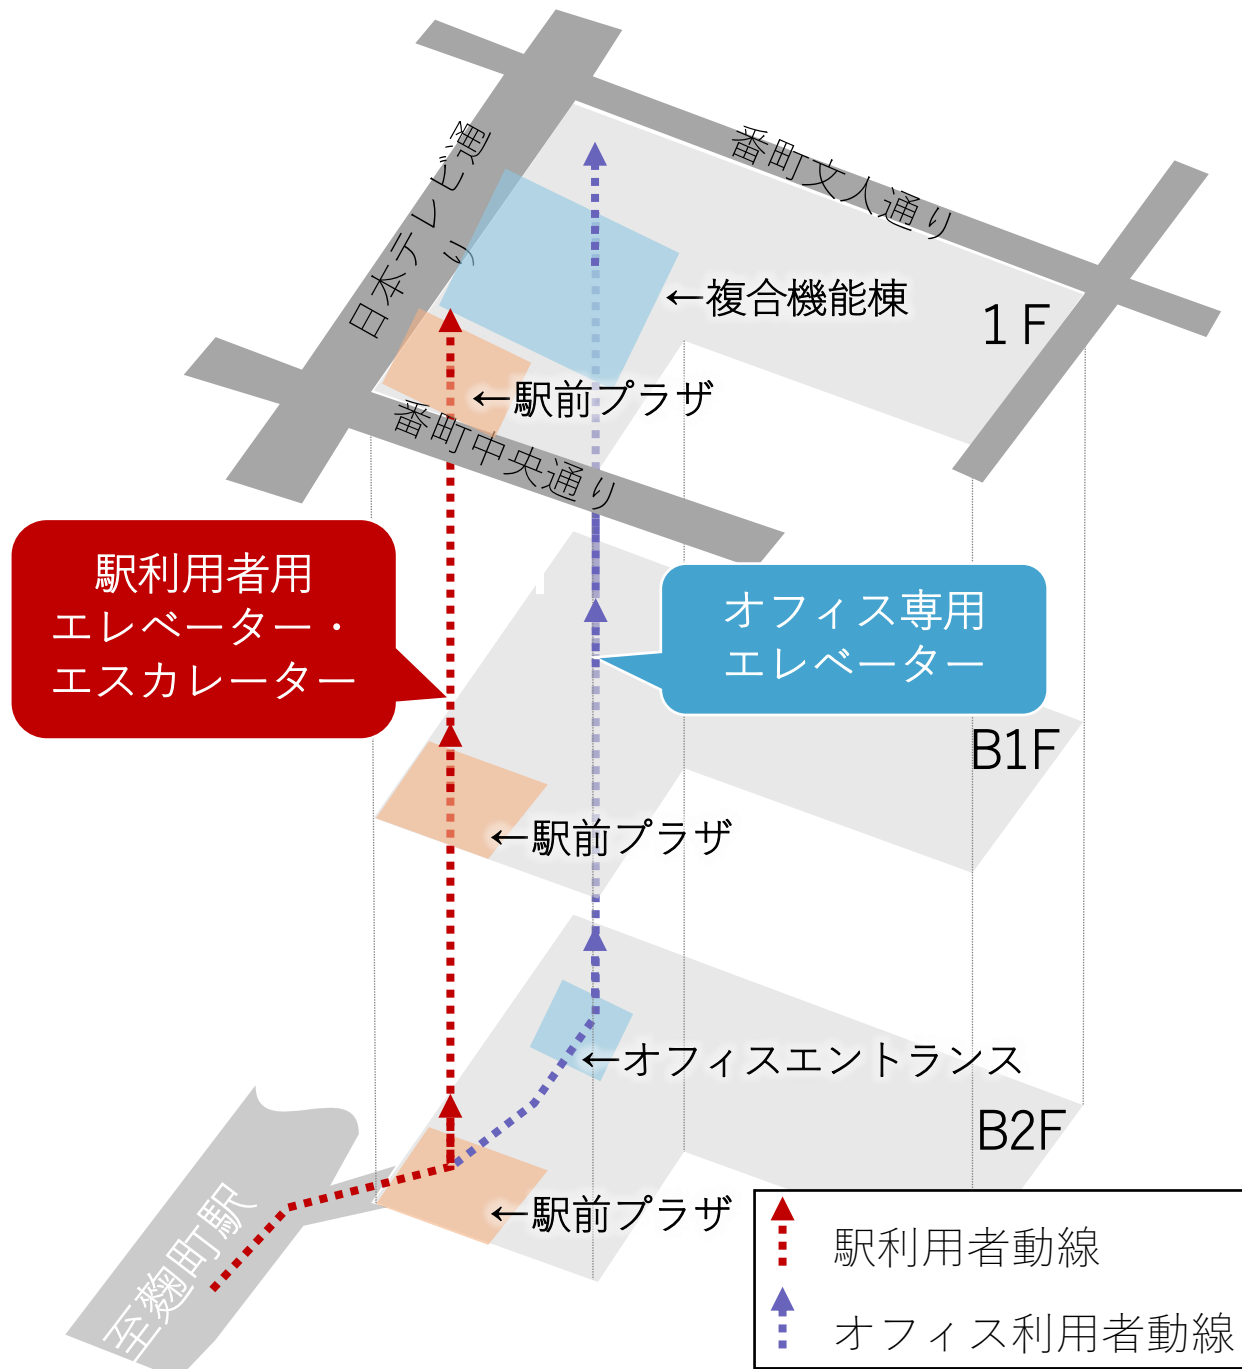 番町文人通り
日本テレビ通
り
←複合機能棟
1F
←駅前プラザ
番町中央通り
駅利用者用
エレベーター・
エスカレーター
オフィス専用
エレベーター
B1F
←駅前プラザ
←オフィスエントランス
B2F
←駅前プラザ
至麴町駅
駅利用者動線
オフィス利用者動線